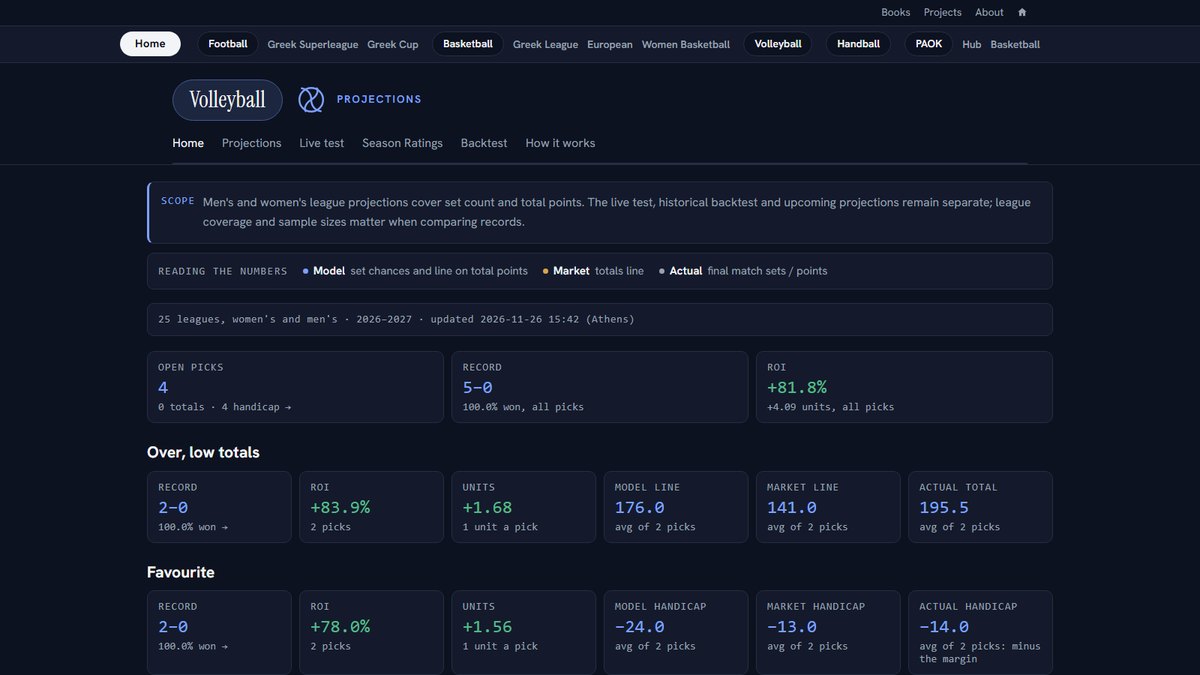 Books Projects About
Home Football Greek Superleague Greek Cup Basketball Greek League European Women Basketball Volleyball Handball PAOK Hub Basketball
Volleyball PROJECTIONS
Home Projections Live test Season Ratings Backtest How it works
SCOPE Men's and women's league projections cover set count and total points. The live test, historical backtest and upcoming projections remain separate; league
coverage and sample sizes matter when comparing records.
READING THE NUMBERS Model set chances and line on total points Market totals line Actual final match sets / points
25 leagues, women's and men's · 2026–2027 · updated 2026-11-26 15:42 (Athens)
OPEN PICKS RECORD ROI
4 5–0 +81.8%
0 totals · 4 handicap → 100.0% won, all picks +4.09 units, all picks
Over, low totals
RECORD ROI UNITS MODEL LINE MARKET LINE ACTUAL TOTAL
2–0 +83.9% +1.68 176.0 141.0 195.5
100.0% won → 2 picks 1 unit a pick avg of 2 picks avg of 2 picks avg of 2 picks
Favourite
RECORD ROI UNITS MODEL HANDICAP MARKET HANDICAP ACTUAL HANDICAP
2–0 +78.0% +1.56 −24.0 −13.0 −14.0
100.0% won → 2 picks 1 unit a pick avg of 2 picks avg of 2 picks avg of 2 picks: minus
the margin